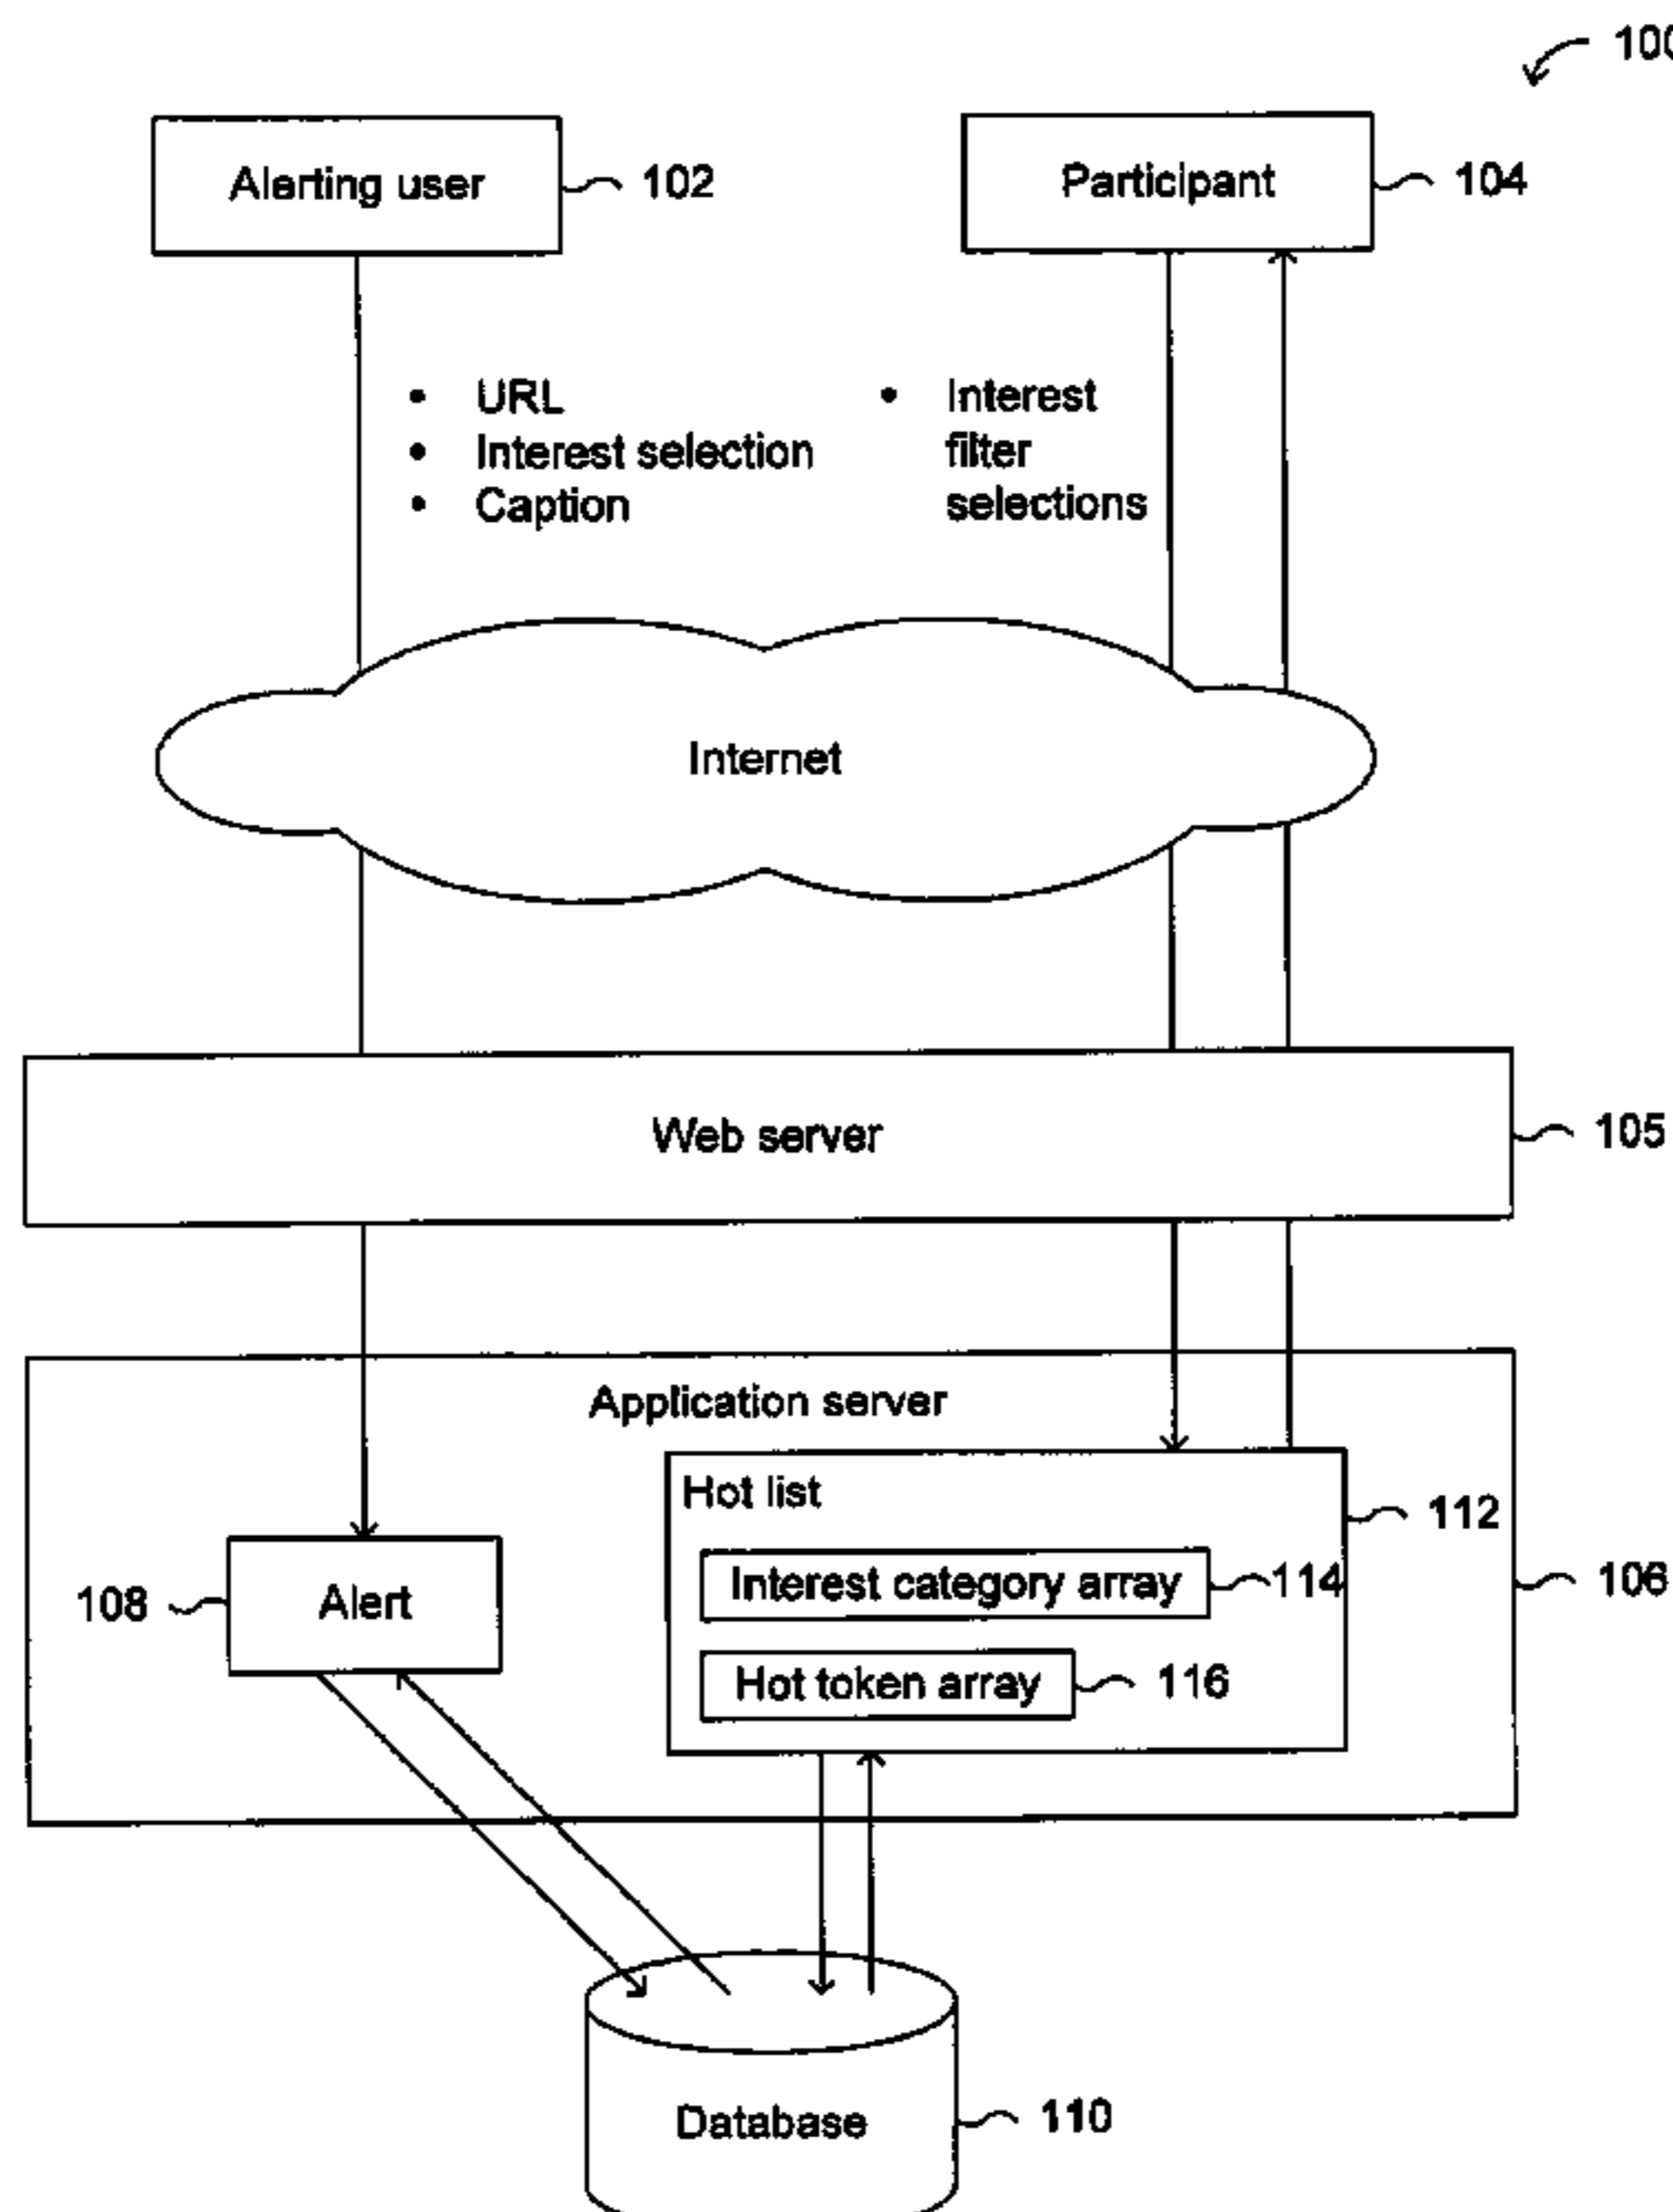 100
Alerting user
102
Participant
104
• URL
• Interest selection
• Caption
• Interest
filter
selections
Internet
Web server
105
Application server
Hot list
112
Interest category array
114
106
108
Alert
Hot token array
116
Database
110